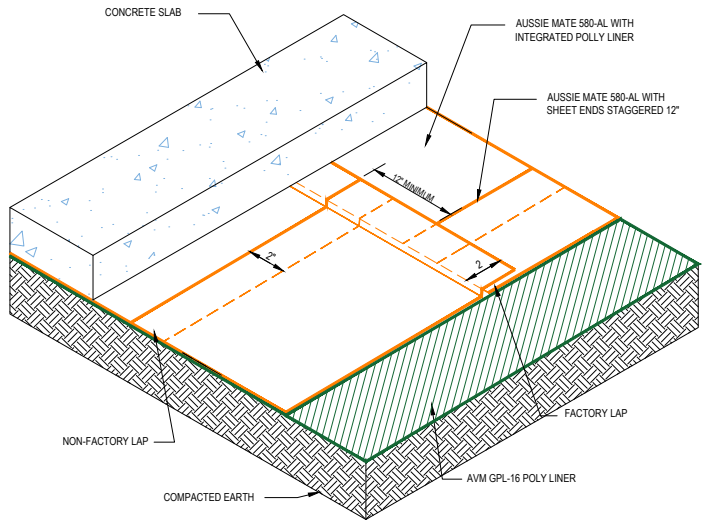 CONCRETE SLAB
AUSSIE MATE 580-AL WITH
INTEGRATED POLLY LINER
AUSSIE MATE 580-AL WITH
SHEET ENDS STAGGERED 12"
12" MINIMUM
2"
2
FACTORY LAP
NON-FACTORY LAP
AVM GPL-16 POLY LINER
COMPACTED EARTH